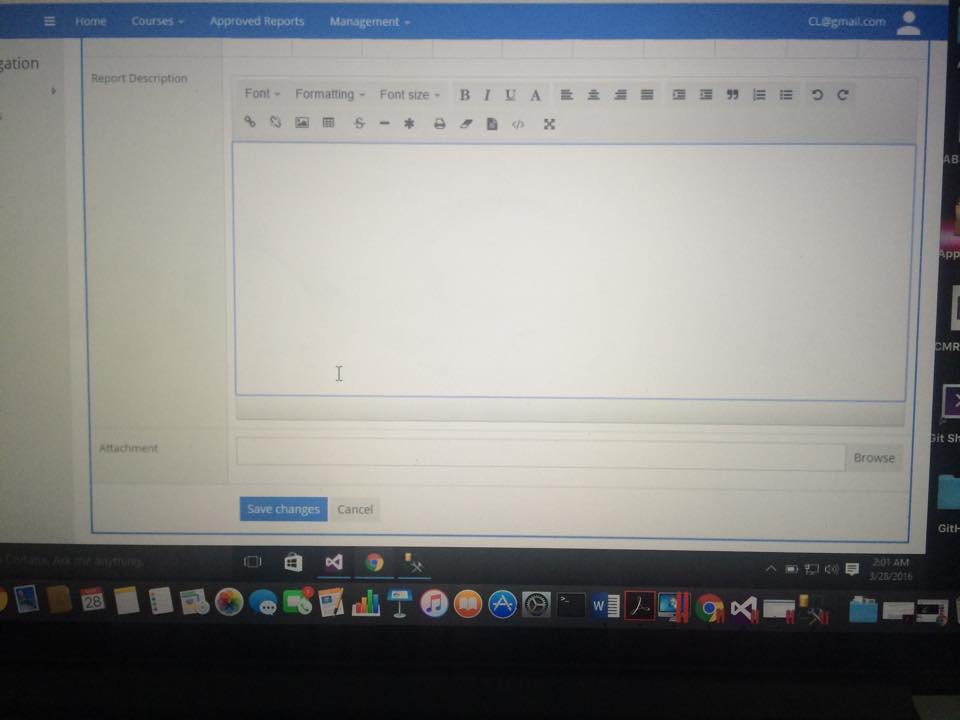 Home Courses Approved Reports Management CL@gmail.com
gation
Report Description
Font Formatting Font size B I U A
AB
App
CMR
Git Sh
Attachment
Browse
Save changes Cancel
GitH
Ask me anything.
2:01 AM
3/28/2016
28
W